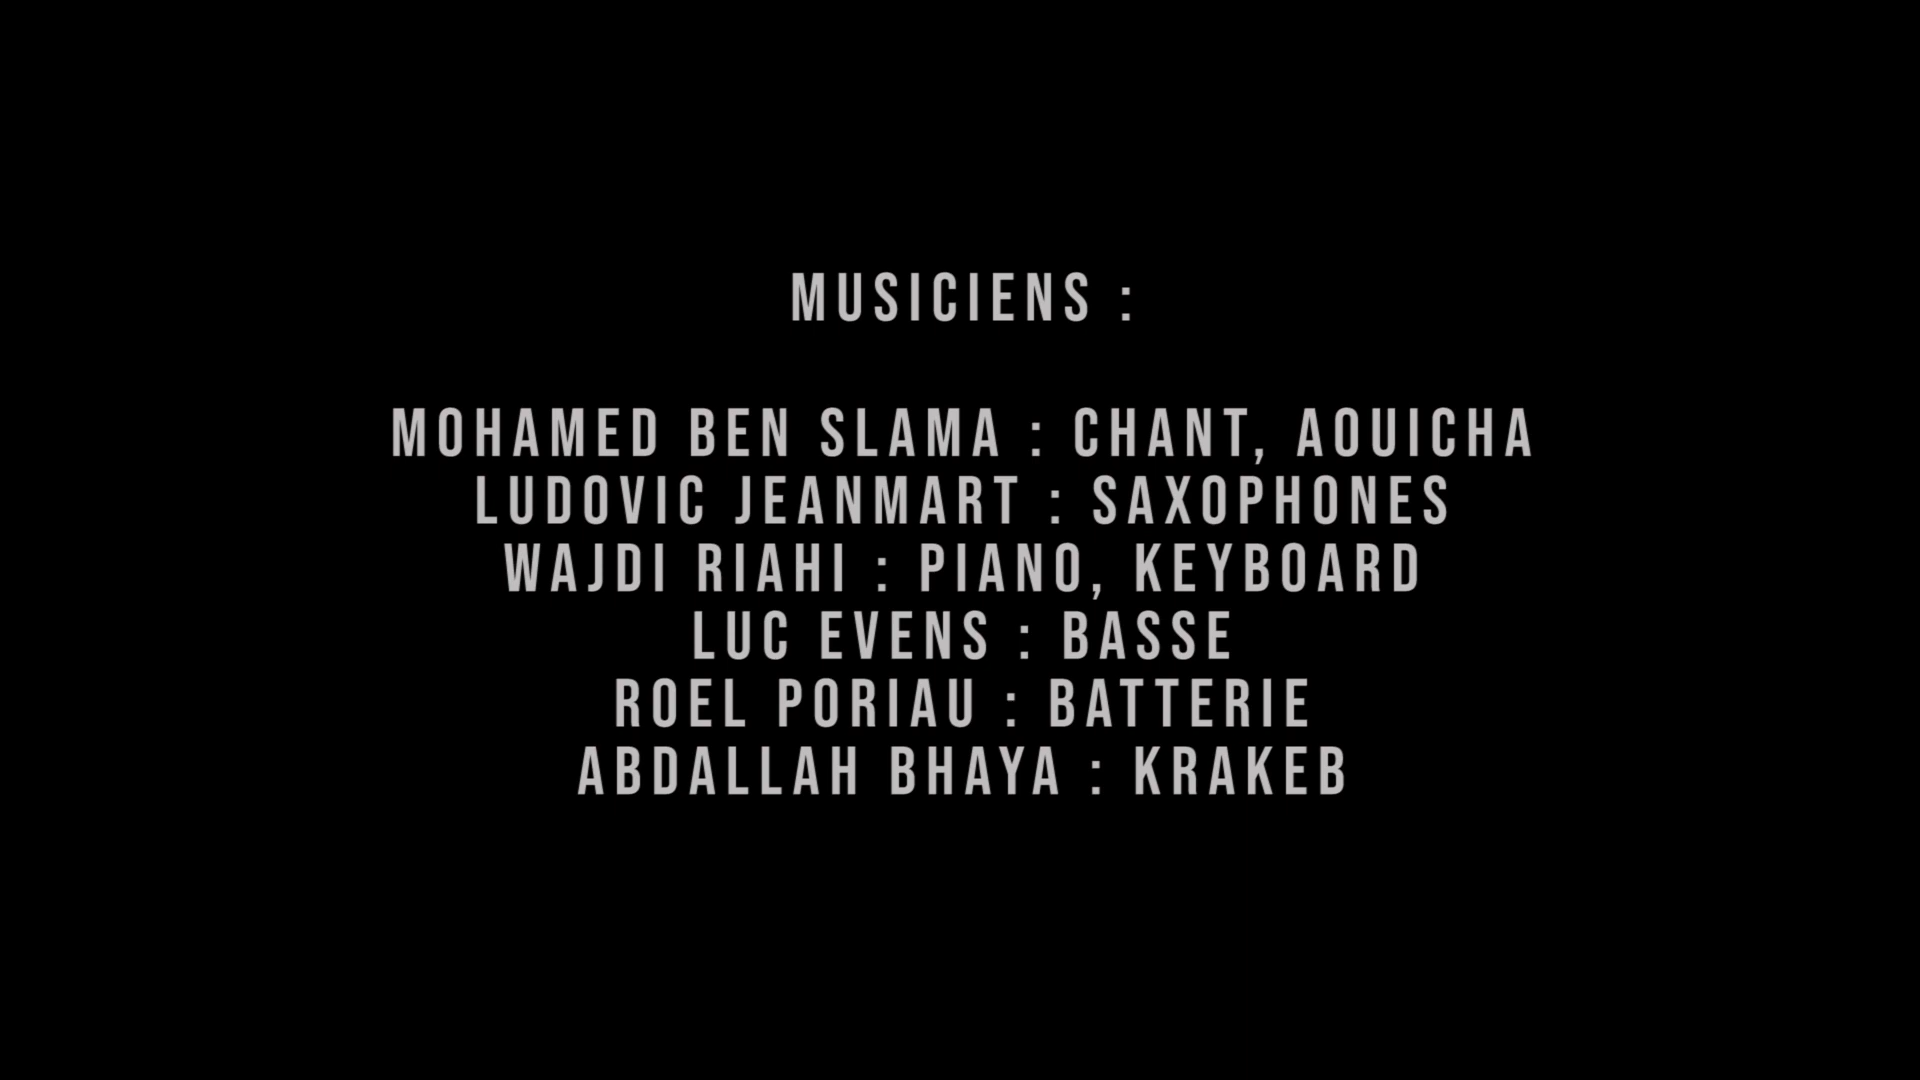 MUSICIENS :
MOHAMED BEN SLAMA : CHANT, AOUICHA
LUDOVIC JEANMART : SAXOPHONES
WAJDI RIAHI : PIANO, KEYBOARD
LUC EVENS : BASSE
ROEL PORIAU : BATTERIE
ABDALLAH BHAYA : KRAKEB